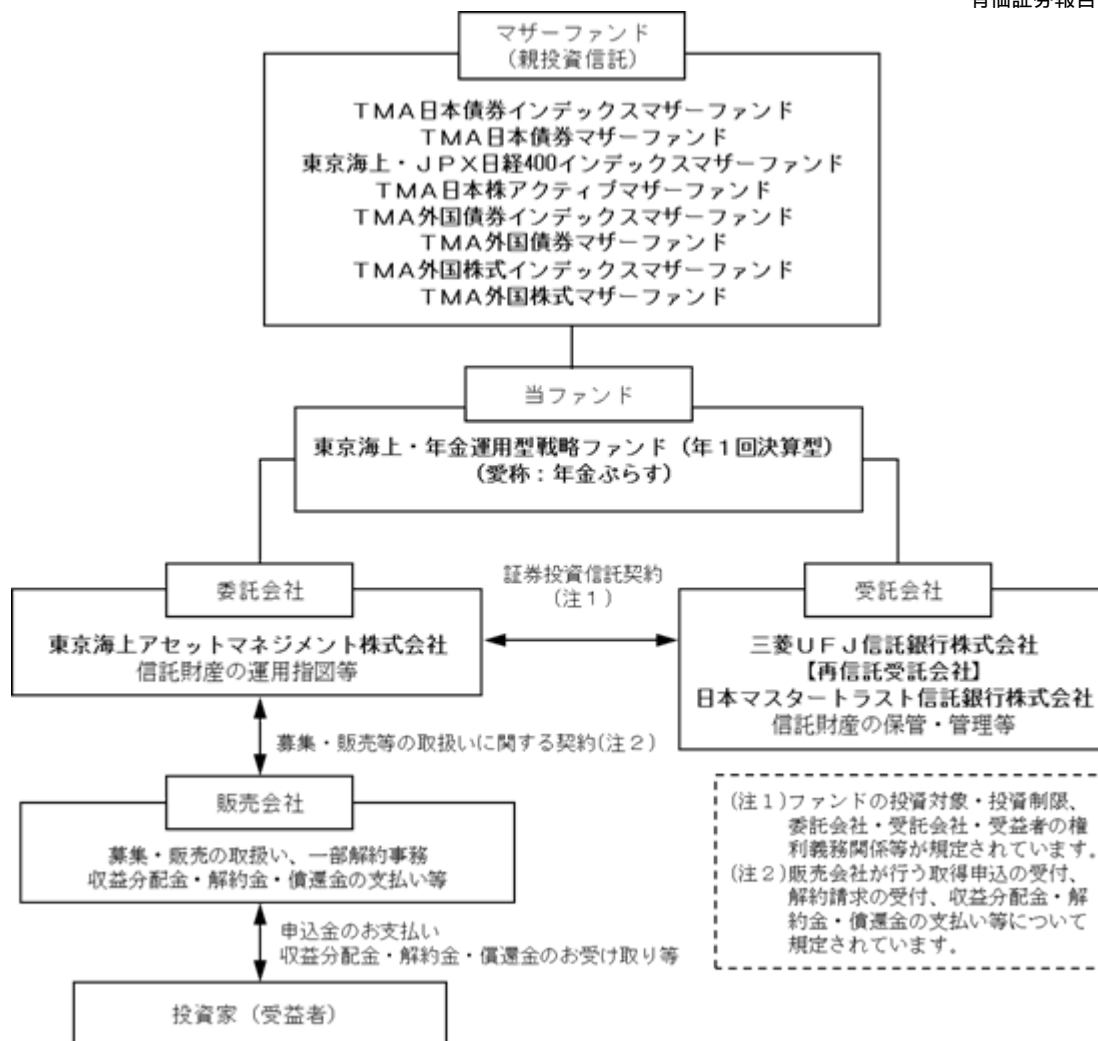 有価証券報告
マザーファンド
(親投資信託)
TMA日本債券インデックスマザーファンド
TMA日本債券マザーファンド
東京海上・JPX日経400インデックスマザーファンド
TMA日本株アクティブマザーファンド
TMA外国債券インデックスマザーファンド
TMA外国債券マザーファンド
TMA外国株式インデックスマザーファンド
TMA外国株式マザーファンド
当ファンド
東京海上・年金運用型戦略ファンド(年1回決算型)
(愛称:年金ぷらす)
委託会社
東京海上アセットマネジメント株式会社
信託財産の運用指図等
証券投資信託契約
(注1)
受託会社
三菱UFJ信託銀行株式会社
【再信託受託会社】
日本マスタートラスト信託銀行株式会社
信託財産の保管・管理等
募集・販売等の取扱いに関する契約(注2)
販売会社
募集・販売の取扱い、一部解約事務
収益分配金・解約金・償還金の支払い等
申込金のお支払い
収益分配金・解約金・償還金のお受け取り等
投資家(受益者)
(注1)ファンドの投資対象・投資制限、
委託会社・受託会社・受益者の権
利義務関係等が規定されています。
(注2)販売会社が行う取得申込の受付、
解約請求の受付、収益分配金・解
約金・償還金の支払い等について
規定されています。